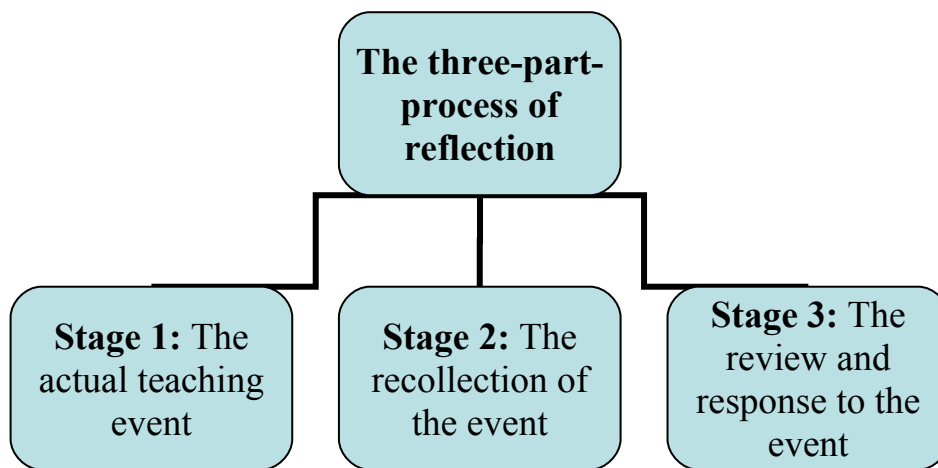 The three-part-
process of
reflection
Stage 1: The
actual teaching
event
Stage 2: The
recollection of
the event
Stage 3: The
review and
response to the
event